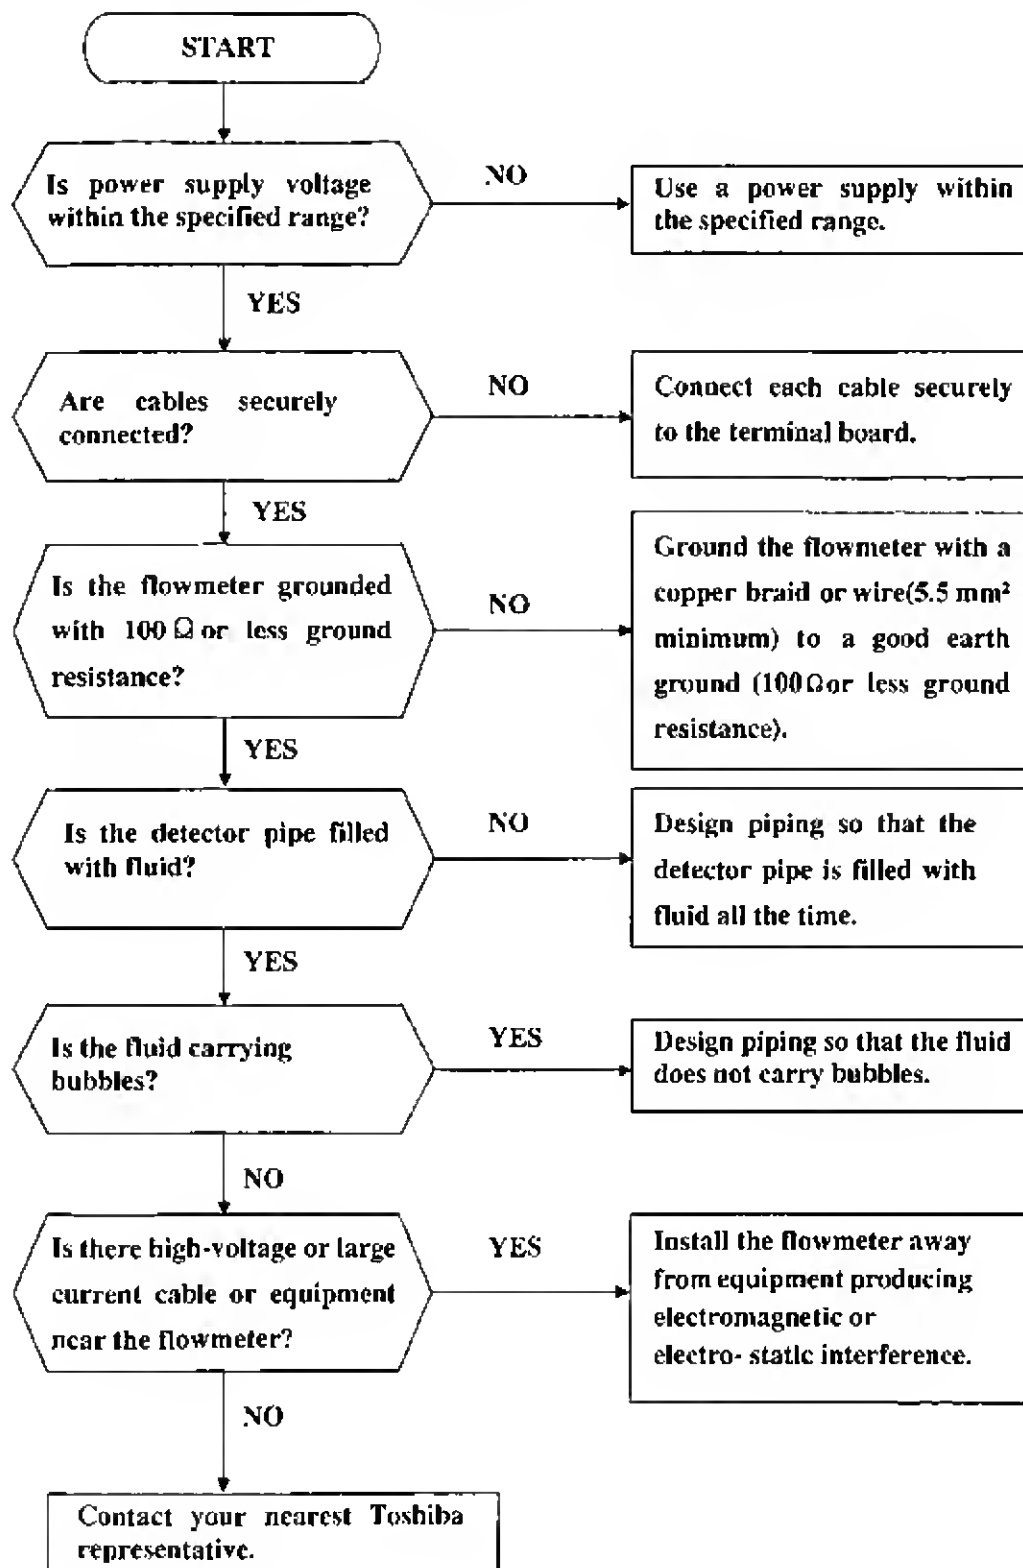 START
Is power supply voltage
within the specified range?
NO
Use a power supply within
the specified range.
YES
Are cables securely
connected?
NO
Connect each cable securely
to the terminal board.
YES
Is the flowmeter grounded
with 100 Ω or less ground
resistance?
NO
Ground the flowmeter with a
copper braid or wire(5.5 mm²
minimum) to a good earth
ground (100Ωor less ground
resistance).
YES
Is the detector pipe filled
with fluid?
NO
Design piping so that the
detector pipe is filled with
fluid all the time.
YES
Is the fluid carrying
bubbles?
YES
Design piping so that the fluid
does not carry bubbles.
NO
Is there high-voltage or large
current cable or equipment
near the flowmeter?
YES
Install the flowmeter away
from equipment producing
electromagnetic or
electro- static interference.
NO
Contact your nearest Toshiba
representative.